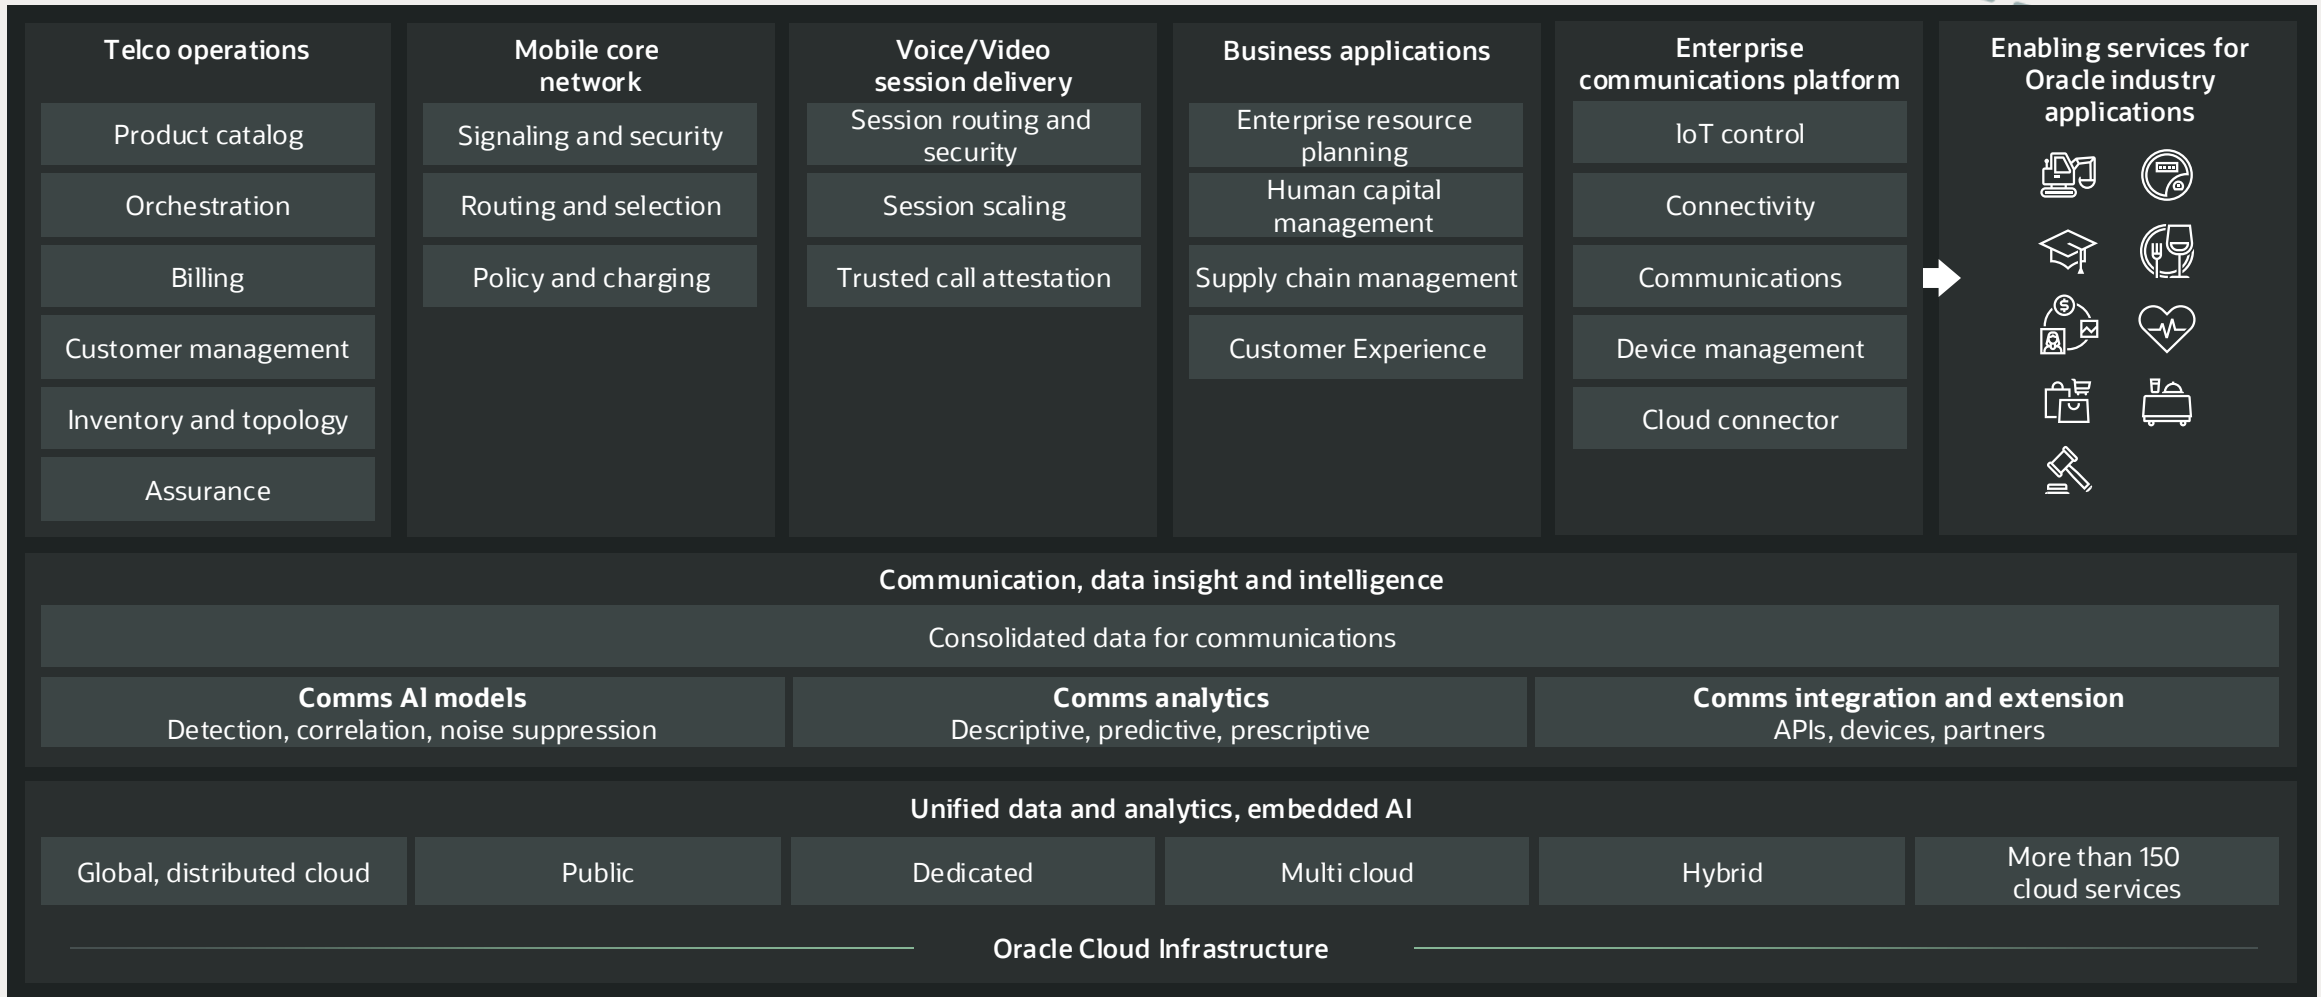 Telco operations
Product catalog
Orchestration
Billing
Customer management
Inventory and topology
Assurance
Mobile core
network
Signaling and security
Routing and selection
Policy and charging
Voice/Video
session delivery
Session routing and
security
Session scaling
Trusted call attestation
Business applications
Enterprise resource
planning
Human capital
management
Supply chain management
Customer Experience
Enterprise
communications platform
IoT control
Connectivity
Communications
Device management
Cloud connector
Enabling services for
Oracle industry
applications
Communication, data insight and intelligence
Consolidated data for communications
Comms AI models
Detection, correlation, noise suppression
Comms analytics
Descriptive, predictive, prescriptive
Comms integration and extension
APIs, devices, partners
Unified data and analytics, embedded AI
Global, distributed cloud
Public
Dedicated
Multi cloud
Hybrid
More than 150
cloud services
Oracle Cloud Infrastructure